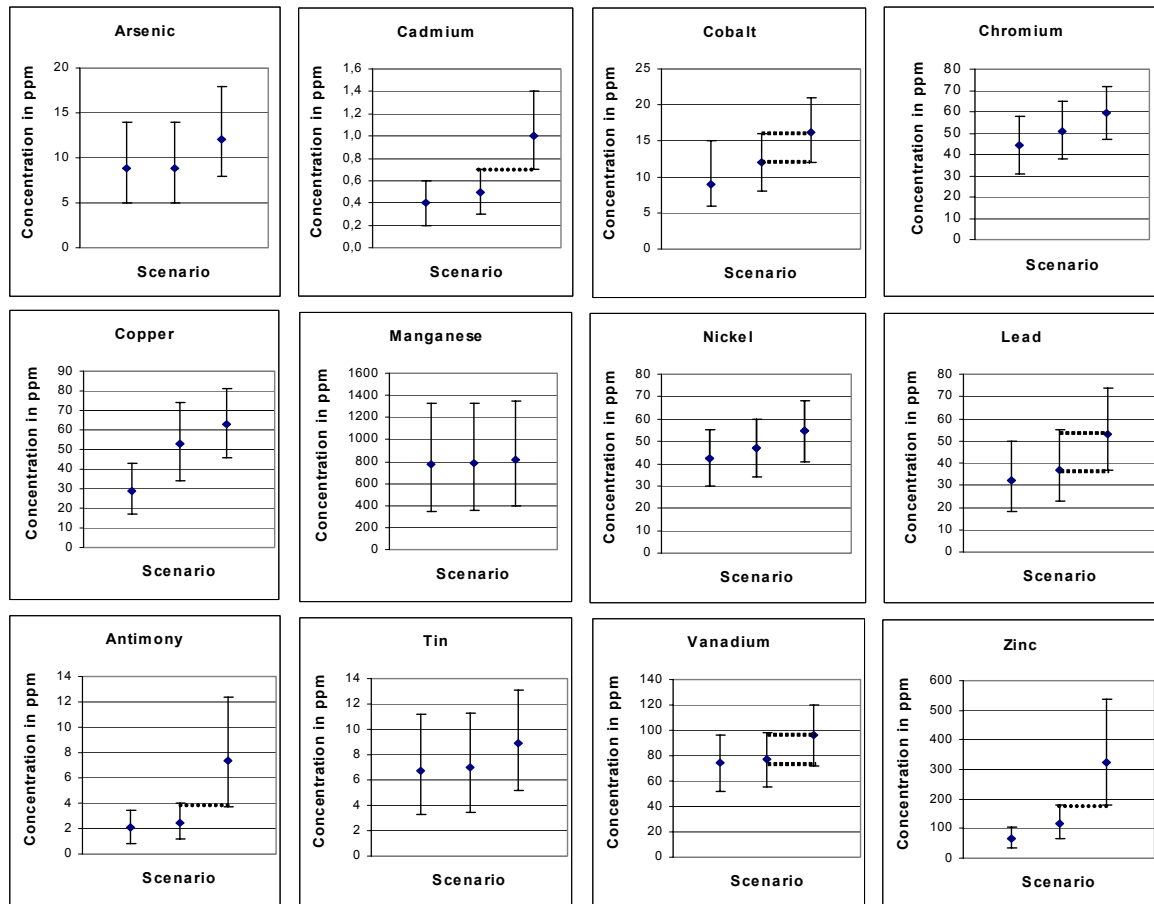 Arsenic
Concentration in ppm
20
15
10
5
0
Scenario
Cadmium
Concentration in ppm
1,6
1,4
1,2
1,0
0,8
0,6
0,4
0,2
0,0
Scenario
Cobalt
Concentration in ppm
25
20
15
10
5
0
Scenario
Chromium
Concentration in ppm
80
70
60
50
40
30
20
10
0
Scenario
Copper
Concentration in ppm
90
80
70
60
50
40
30
20
10
0
Scenario
Manganese
Concentration in ppm
1600
1400
1200
1000
800
600
400
200
0
Scenario
Nickel
Concentration in ppm
80
70
60
50
40
30
20
10
0
Scenario
Lead
Concentration in ppm
80
70
60
50
40
30
20
10
0
Scenario
Antimony
Concentration in ppm
14
12
10
8
6
4
2
0
Scenario
Tin
Concentration in ppm
14
12
10
8
6
4
2
0
Scenario
Vanadium
Concentration in ppm
140
120
100
80
60
40
20
0
Scenario
Zinc
Concentration in ppm
600
500
400
300
200
100
0
Scenario